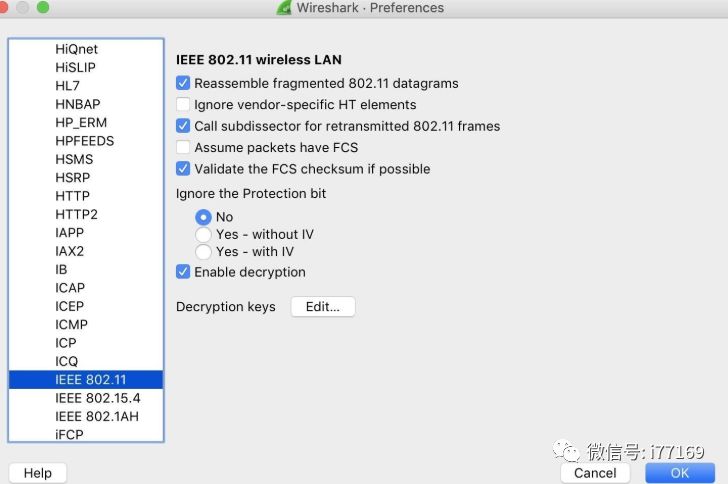 Wireshark · Preferences
HiQnet
HiSLIP
HL7
HNBAP
HP_ERM
HPFEEDS
HSMS
HSRP
HTTP
HTTP2
IAPP
IAX2
IB
ICAP
ICEP
ICMP
ICP
ICQ
IEEE 802.11
IEEE 802.15.4
IEEE 802.1AH
iFCP
IEEE 802.11 wireless LAN
Reassemble fragmented 802.11 datagrams
Ignore vendor-specific HT elements
Call subdissector for retransmitted 802.11 frames
Assume packets have FCS
Validate the FCS checksum if possible
Ignore the Protection bit
No
Yes - without IV
Yes - with IV
Enable decryption
Decryption keys Edit...
微信号: i77169
Help Cancel OK